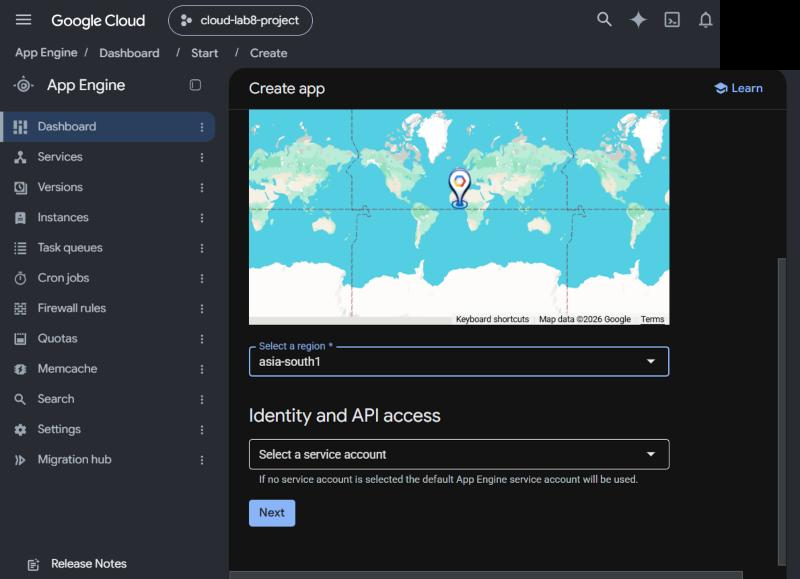 Google Cloud
cloud-lab8-project
App Engine / Dashboard / Start / Create
App Engine
Dashboard
Services
Versions
Instances
Task queues
Cron jobs
Firewall rules
Quotas
Memcache
Search
Settings
Migration hub
Release Notes
Create app
Learn
Keyboard shortcuts
Map data ©2026 Google
Terms
Select a region *
asia-south1
Identity and API access
Select a service account
If no service account is selected the default App Engine service account will be used.
Next